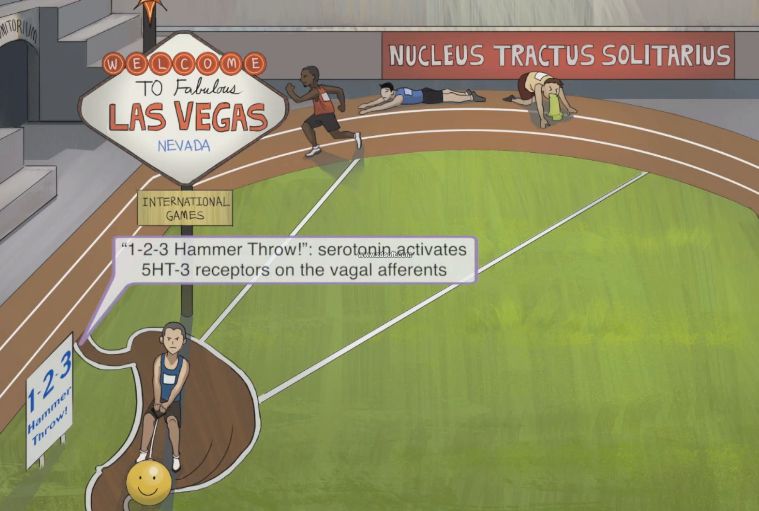 WELCOME
TO Fabulous
LAS VEGAS
NEVADA
INTERNATIONAL
GAMES
NUCLEUS TRACTUS SOLITARIUS
"1-2-3 Hammer Throw!": serotonin activates
5HT-3 receptors on the vagal afferents
1-2-3
Hammer
Throw!